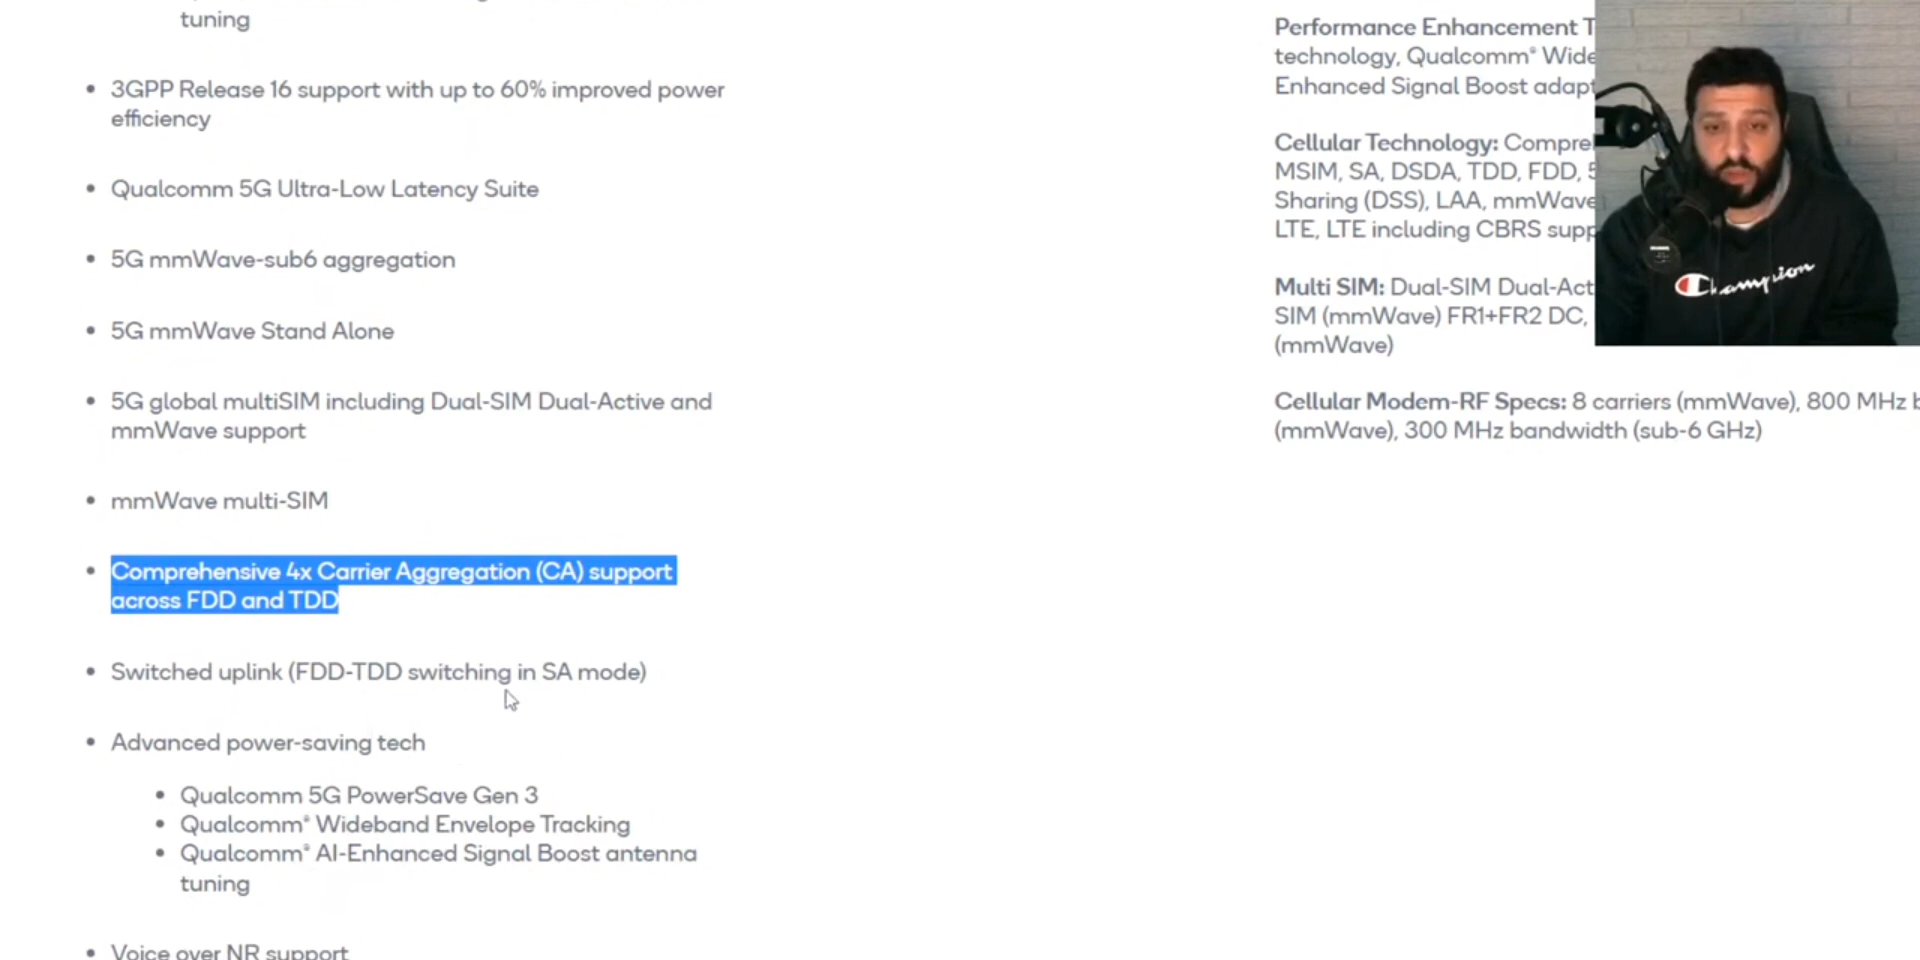 tuning
3GPP Release 16 support with up to 60% improved power
efficiency
Qualcomm 5G Ultra-Low Latency Suite
5G mmWave-sub6 aggregation
5G mmWave Stand Alone
5G global multiSIM including Dual-SIM Dual-Active and
mmWave support
mmWave multi-SIM
Comprehensive 4x Carrier Aggregation (CA) support
across FDD and TDD
Switched uplink (FDD-TDD switching in SA mode)
Advanced power-saving tech
Qualcomm 5G PowerSave Gen 3
Qualcomm® Wideband Envelope Tracking
Qualcomm® AI-Enhanced Signal Boost antenna
tuning
Voice over NR support
Performance Enhancement T
technology, Qualcomm® Wide
Enhanced Signal Boost adapt
Cellular Technology: Compre
MSIM, SA, DSDA, TDD, FDD, 5
Sharing (DSS), LAA, mmWave
LTE, LTE including CBRS supp
Multi SIM: Dual-SIM Dual-Act
SIM (mmWave) FR1+FR2 DC,
(mmWave)
Cellular Modem-RF Specs: 8 carriers (mmWave), 800 MHz b
(mmWave), 300 MHz bandwidth (sub-6 GHz)
Champion